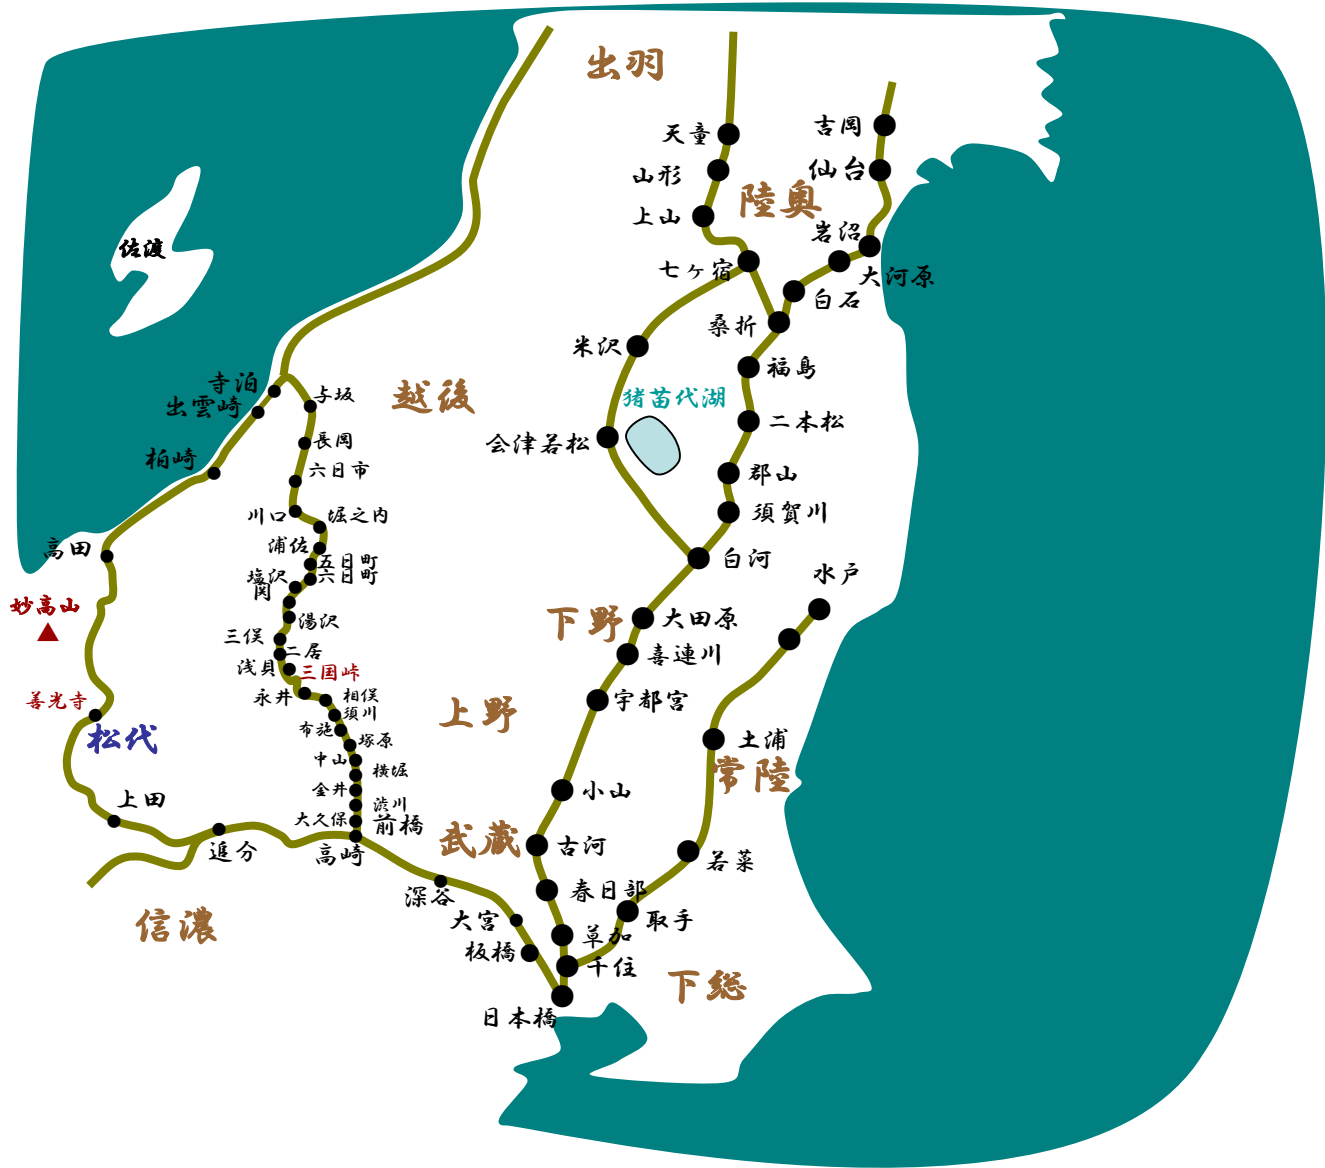 出羽
天童
吉岡
山形
仙台
陸奥
上山
岩沼
佐渡
七ヶ宿
大河原
白石
桑折
米沢
福島
寺泊
出雲崎
与坂
越後
猪苗代湖
二本松
長岡
会津若松
柏崎
六日市
郡山
川口
堀之内
須賀川
高田
浦佐
五日町
塩沢
六日町
関
白河
水戸
妙高山
湯沢
下野
大田原
三俣
二居
喜連川
浅貝
三国峠
善光寺
永井
相俣
宇都宮
須川
上野
布施
松代
塚原
土浦
中山
横堀
常陸
金井
小山
上田
渋川
大久保
前橋
武蔵
古河
追分
高崎
若菜
深谷
春日部
信濃
大宮
取手
草加
板橋
千住
下総
日本橋